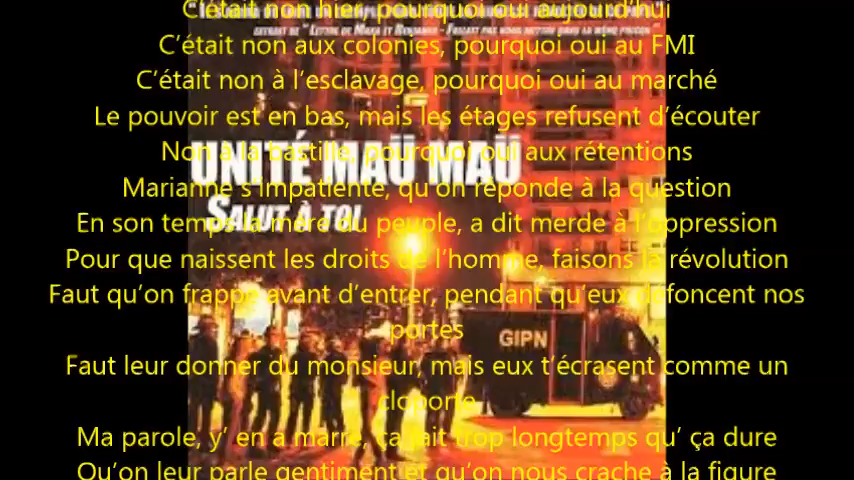 C'était non hier, pourquoi oui aujourd'hui
C'était non aux colonies, pourquoi oui au FMI
C'était non à l'esclavage, pourquoi oui au marché
Le pouvoir est en bas, mais les étages refusent d'écouter
Non à la bastille, pourquoi oui aux rétentions
UNITÉ MAÜ MAÜ
Marianne s'impatiente, qu'on réponde à la question
SALUT À TOI
En son temps la mère du peuple, a dit merde à l'oppression
Pour que naissent les droits de l'homme, faisons la révolution
Faut qu'on frappe avant d'entrer, pendant qu'eux défoncent nos
portes
GIPN
Faut leur donner du monsieur, mais eux t'écrasent comme un
cloporte
Ma parole, y' en a marre, ça fait trop longtemps qu' ça dure
Qu'on leur parle gentiment et qu'on nous crache à la figure